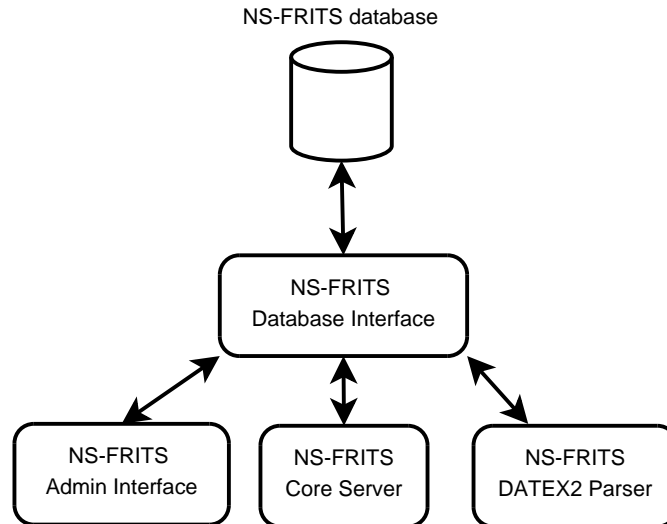 NS-FRITS database
NS-FRITS
Database Interface
NS-FRITS
Admin Interface
NS-FRITS
Core Server
NS-FRITS
DATEX2 Parser